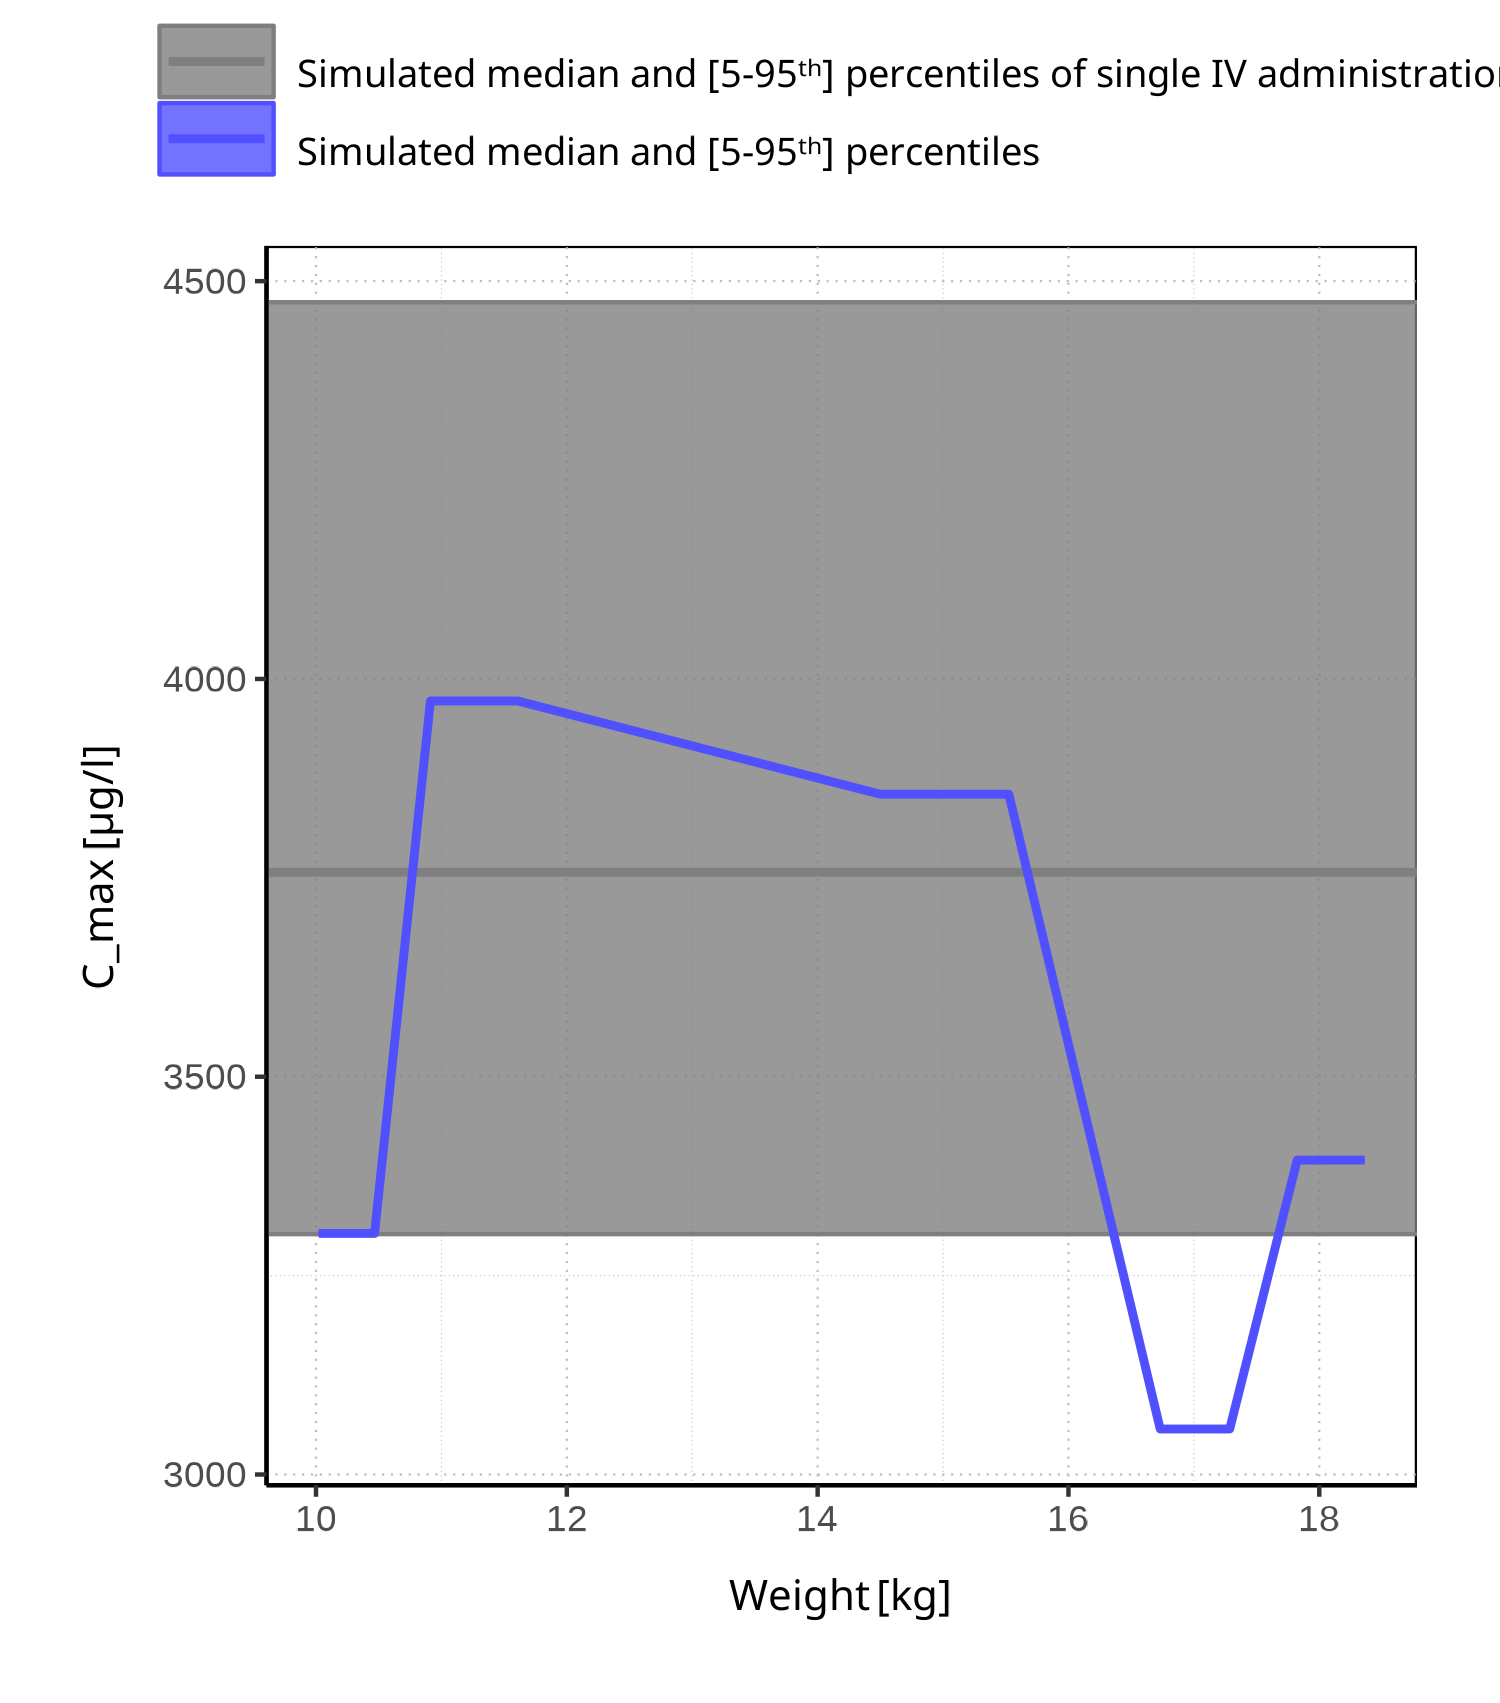 Simulated median and [5-95ᵗʰ] percentiles of single IV administration
Simulated median and [5-95ᵗʰ] percentiles
4500
4000
3500
3000
C_max [µg/l]
10 12 14 16 18
Weight [kg]